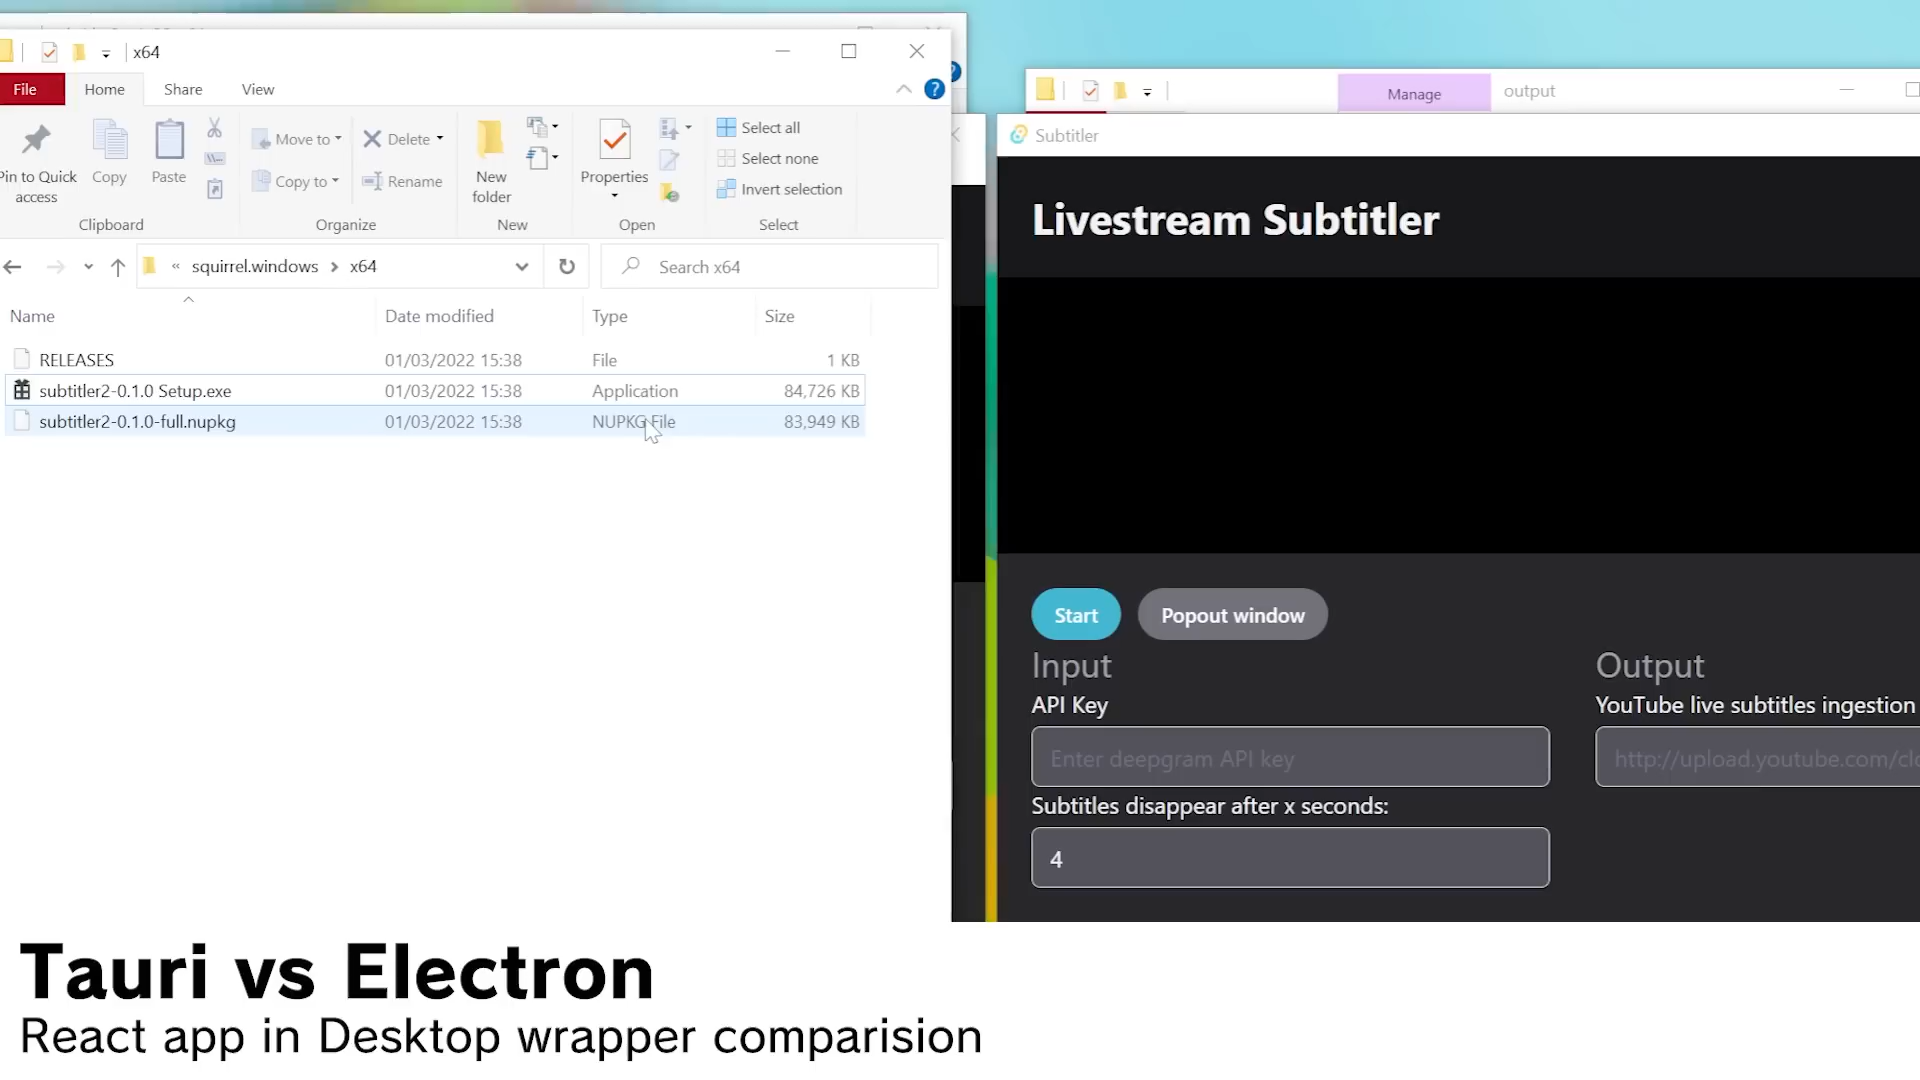 x64
File
Home
Share
View
Pin to Quick access
Copy
Paste
Move to
Copy to
Delete
Rename
New folder
Properties
Select all
Select none
Invert selection
Clipboard
Organize
New
Open
Select
« squirrel.windows > x64
Search x64
Name Date modified Type Size
RELEASES 01/03/2022 15:38 File 1 KB
subtitler2-0.1.0 Setup.exe 01/03/2022 15:38 Application 84,726 KB
subtitler2-0.1.0-full.nupkg 01/03/2022 15:38 NUPKG File 83,949 KB
Manage
output
Subtitler
Livestream Subtitler
Start
Popout window
Input
API Key
Enter deepgram API key
Subtitles disappear after x seconds:
4
Output
YouTube live subtitles ingestion
http://upload.youtube.com/clo
Tauri vs Electron
React app in Desktop wrapper comparision